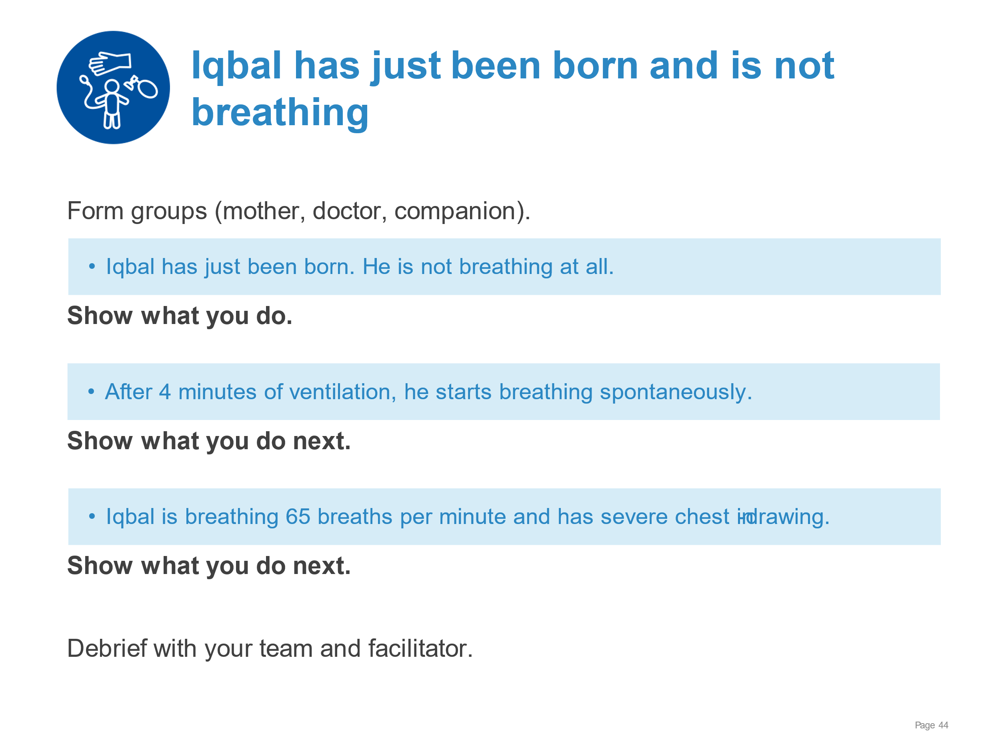 Iqbal has just been born and is not
breathing
Form groups (mother, doctor, companion).
• Iqbal has just been born. He is not breathing at all.
Show what you do.
• After 4 minutes of ventilation, he starts breathing spontaneously.
Show what you do next.
• Iqbal is breathing 65 breaths per minute and has severe chest in-drawing.
Show what you do next.
Debrief with your team and facilitator.
Page 44